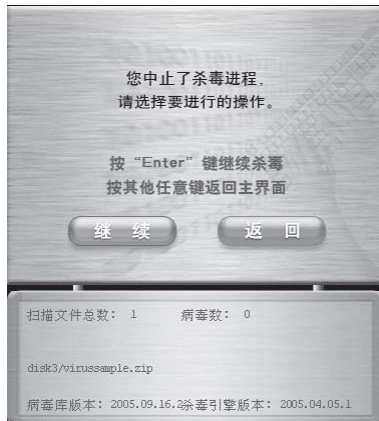 您中止了杀毒进程,
请选择要进行的操作。
按“Enter”键继续杀毒
按其他任意键返回主界面
继 续 返 回
扫描文件总数: 1 病毒数: 0
disk3/virussample.zip
病毒库版本: 2005.09.16.2杀毒引擎版本: 2005.04.05.1